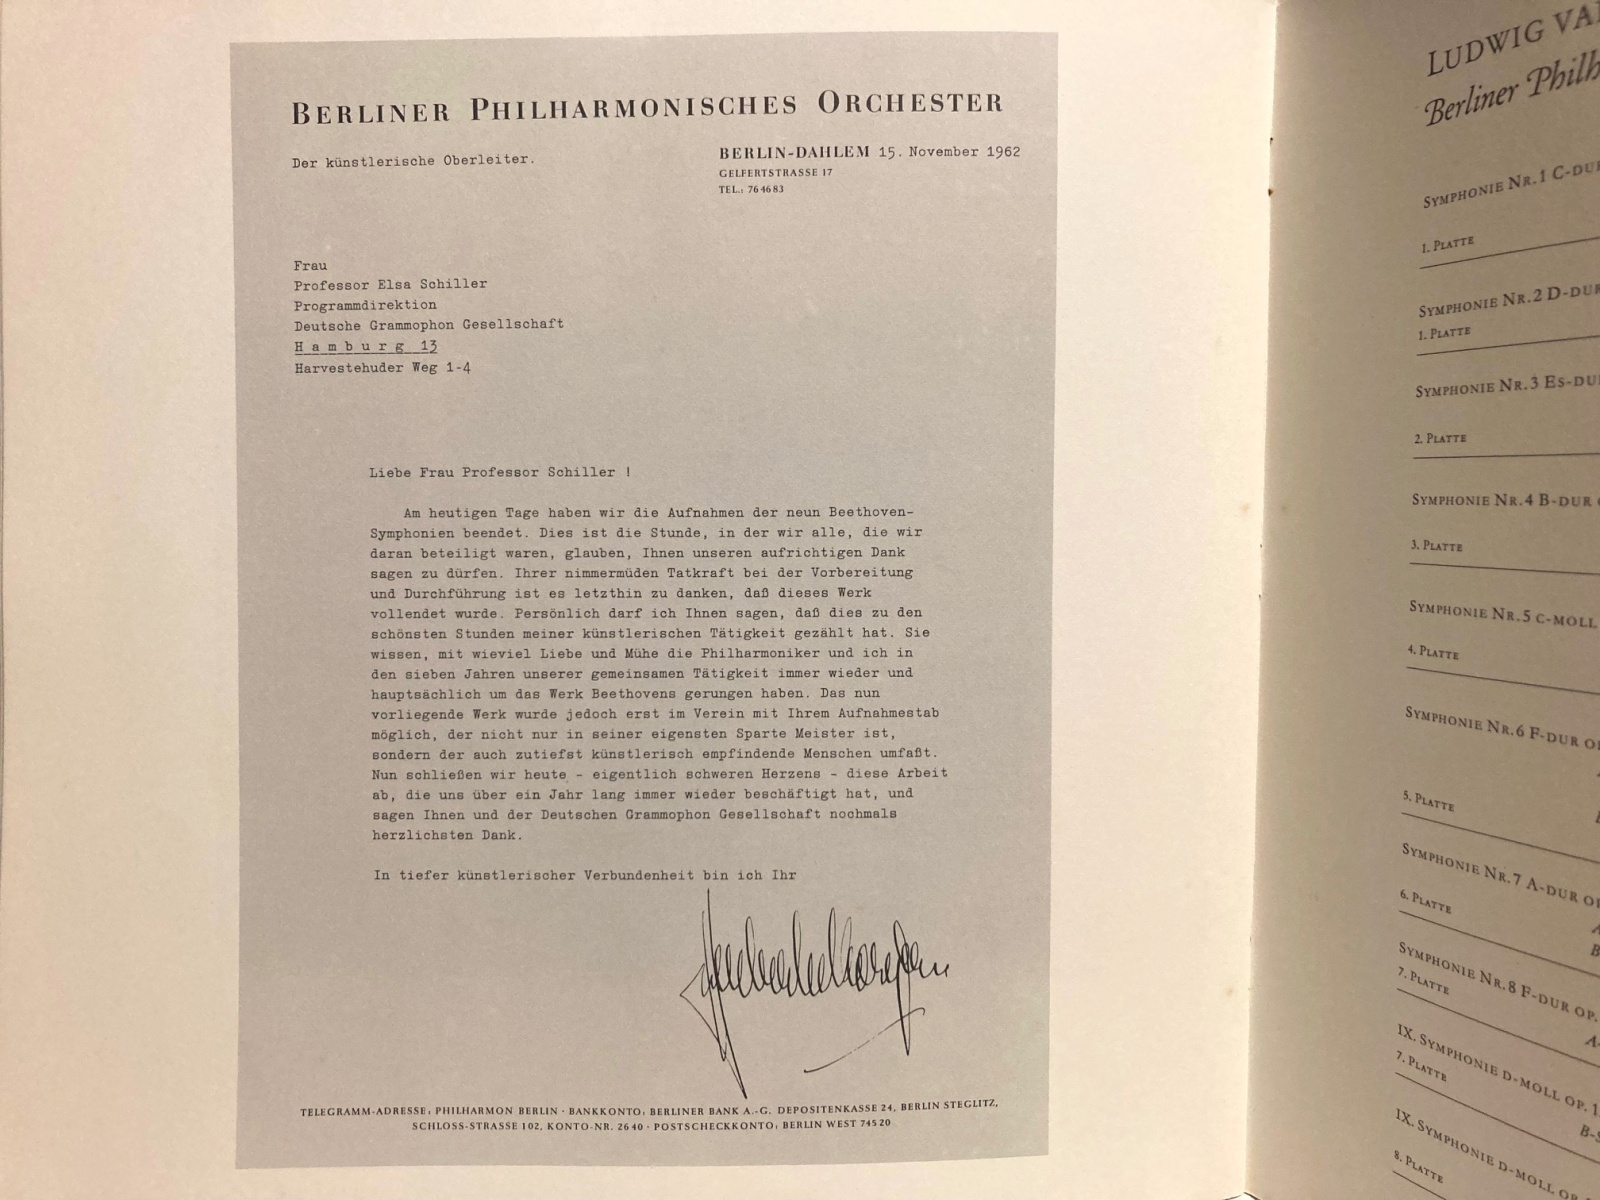 BERLINER PHILHARMONISCHES ORCHESTER
Der künstlerische Oberleiter.
BERLIN-DAHLEM 15. November 1962
GELFERTSTRASSE 17
TEL.: 76 46 83
Frau
Professor Elsa Schiller
Programmdirektion
Deutsche Grammophon Gesellschaft
H a m b u r g 13
Harvestehuder Weg 1-4
Liebe Frau Professor Schiller !
Am heutigen Tage haben wir die Aufnahmen der neun Beethoven-
Symphonien beendet. Dies ist die Stunde, in der wir alle, die wir
daran beteiligt waren, glauben, Ihnen unseren aufrichtigen Dank
sagen zu dürfen. Ihrer nimmermüden Tatkraft bei der Vorbereitung
und Durchführung ist es letzthin zu danken, daß dieses Werk
vollendet wurde. Persönlich darf ich Ihnen sagen, daß dies zu den
schönsten Stunden meiner künstlerischen Tätigkeit gezählt hat. Sie
wissen, mit wieviel Liebe und Mühe die Philharmoniker und ich in
den sieben Jahren unserer gemeinsamen Tätigkeit immer wieder und
hauptsächlich um das Werk Beethovens gerungen haben. Das nun
vorliegende Werk wurde jedoch erst im Verein mit Ihrem Aufnahmestab
möglich, der nicht nur in seiner eigensten Sparte Meister ist,
sondern der auch zutiefst künstlerisch empfindende Menschen umfaßt.
Nun schließen wir heute - eigentlich schweren Herzens - diese Arbeit
ab, die uns über ein Jahr lang immer wieder beschäftigt hat, und
sagen Ihnen und der Deutschen Grammophon Gesellschaft nochmals
herzlichsten Dank.
In tiefer künstlerischer Verbundenheit bin ich Ihr
TELEGRAMM-ADRESSE: PHILHARMON BERLIN · BANKKONTO: BERLINER BANK A.-G. DEPOSITENKASSE 24, BERLIN STEGLITZ,
SCHLOSS-STRASSE 102, KONTO-NR. 26 40 · POSTSCHECKKONTO: BERLIN WEST 745 20
LUDWIG VA
Berliner Philh
SYMPHONIE NR. 1 C-DUR
1. PLATTE
SYMPHONIE NR. 2 D-DUR
1. PLATTE
SYMPHONIE NR. 3 ES-DU
2. PLATTE
SYMPHONIE NR. 4 B-DUR
3. PLATTE
SYMPHONIE NR. 5 C-MOLL
4. PLATTE
SYMPHONIE NR. 6 F-DUR OP
5. PLATTE
SYMPHONIE NR. 7 A-DUR OP
6. PLATTE
SYMPHONIE NR. 8 F-DUR OP.
7. PLATTE
IX. SYMPHONIE D-MOLL OP. 1
7. PLATTE
B-S
IX. SYMPHONIE D-MOLL OP.
8. PLATTE